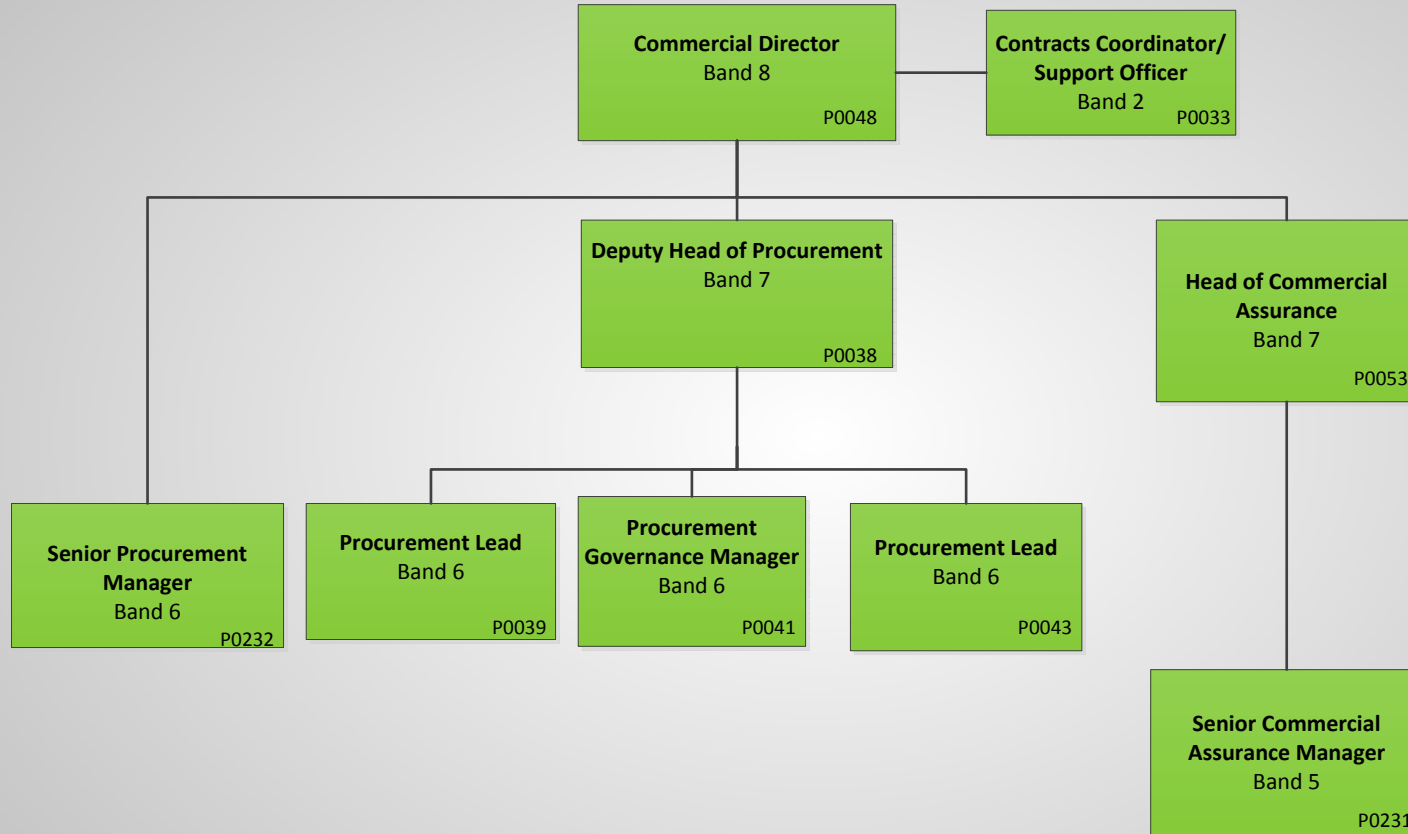 Commercial Director
Band 8
P0048
Contracts Coordinator/
Support Officer
Band 2
P0033
Deputy Head of Procurement
Band 7
P0038
Head of Commercial
Assurance
Band 7
P0053
Senior Procurement
Manager
Band 6
P0232
Procurement Lead
Band 6
P0039
Procurement
Governance Manager
Band 6
P0041
Procurement Lead
Band 6
P0043
Senior Commercial
Assurance Manager
Band 5
P0231